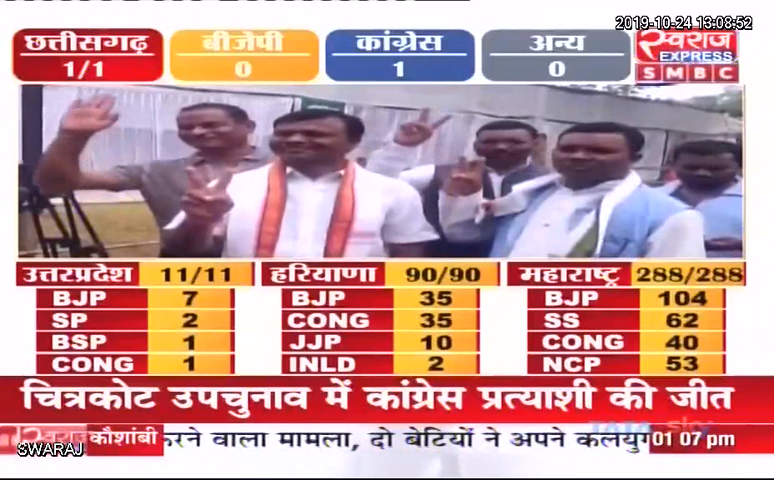 2019-10-24 13:08:52
छत्तीसगढ़ बीजेपी कांग्रेस अन्य
1/1 0 1 0
स्वराज
EXPRESS
SMBC
उत्तरप्रदेश 11/11
BJP 7
SP 2
BSP 1
CONG 1
हरियाणा 90/90
BJP 35
CONG 35
JJP 10
INLD 2
महाराष्ट्र 288/288
BJP 104
SS 62
CONG 40
NCP 53
चित्रकोट उपचुनाव में कांग्रेस प्रत्याशी की जीत
कौशांबी करने वाला मामला, दो बेटियों ने अपने कलयुग 01 07 pm
TATA sky
SWARAJ